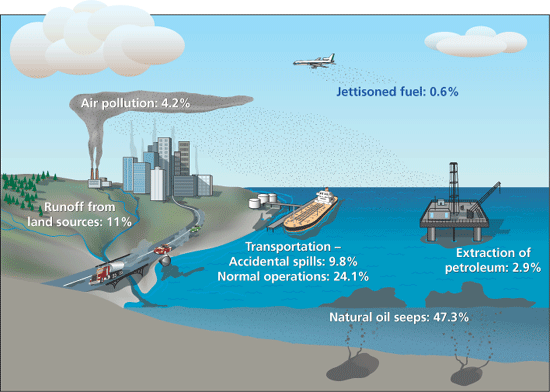 Jettisoned fuel: 0.6%
Air pollution: 4.2%
Runoff from
land sources: 11%
Transportation –
Accidental spills: 9.8%
Normal operations: 24.1%
Extraction of
petroleum: 2.9%
Natural oil seeps: 47.3%